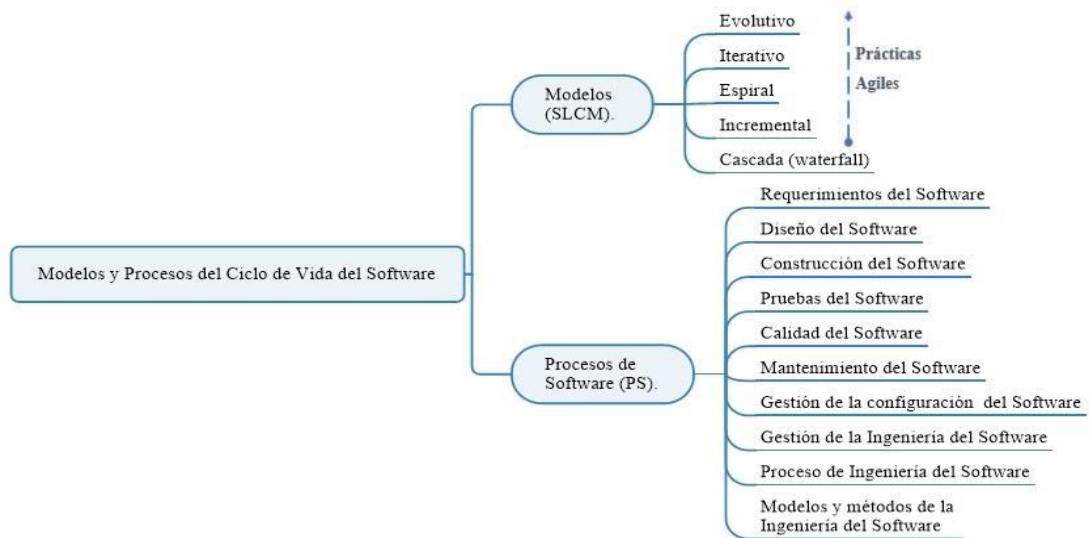 Evolutivo
Iterativo
Espiral
Incremental
Cascada (waterfall)
Prácticas
Agiles
Modelos
(SLCM).
Modelos y Procesos del Ciclo de Vida del Software
Procesos de
Software (PS).
Requerimientos del Software
Diseño del Software
Construcción del Software
Pruebas del Software
Calidad del Software
Mantenimiento del Software
Gestión de la configuración del Software
Gestión de la Ingeniería del Software
Proceso de Ingeniería del Software
Modelos y métodos de la
Ingeniería del Software